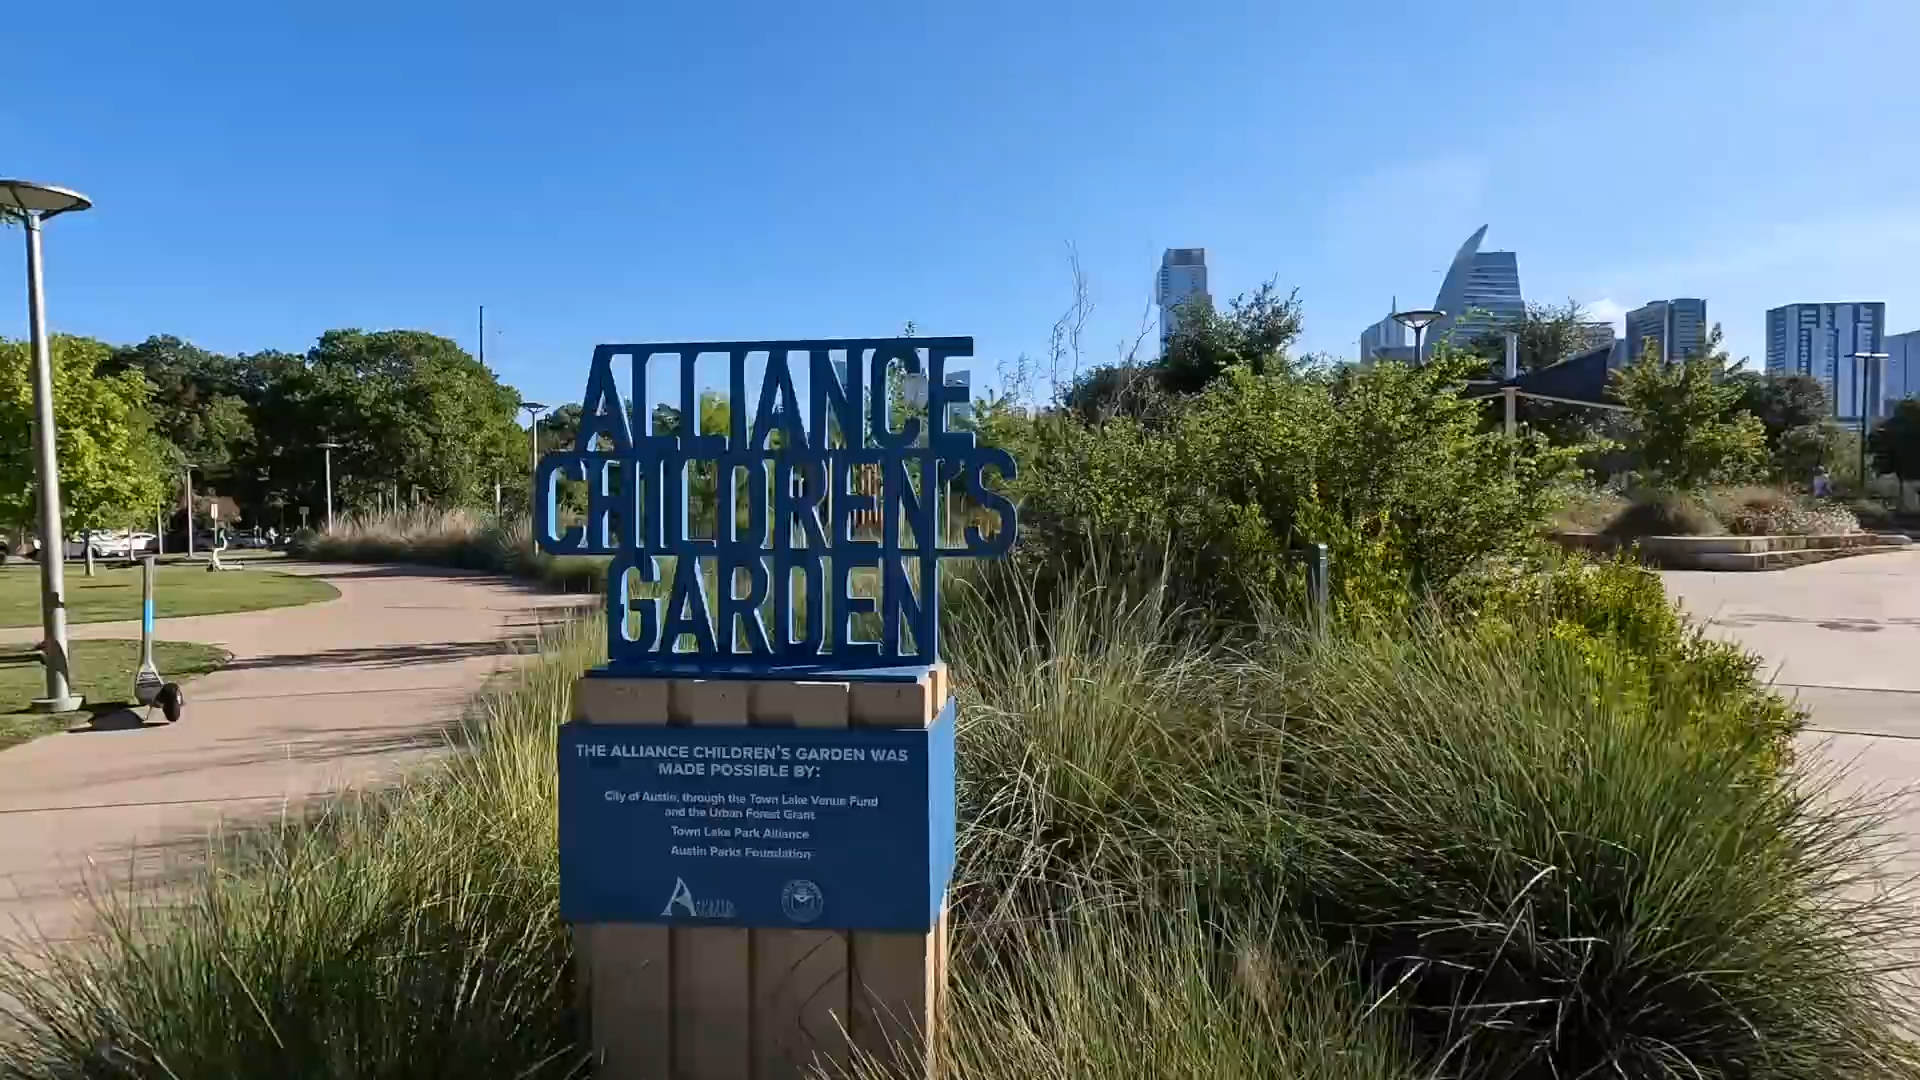 ALLIANCE
CHILDREN'S
GARDEN
THE ALLIANCE CHILDREN'S GARDEN WAS
MADE POSSIBLE BY:
City of Austin, through the Town Lake Venue Fund
and the Urban Forest Grant
Town Lake Park Alliance
Austin Parks Foundation